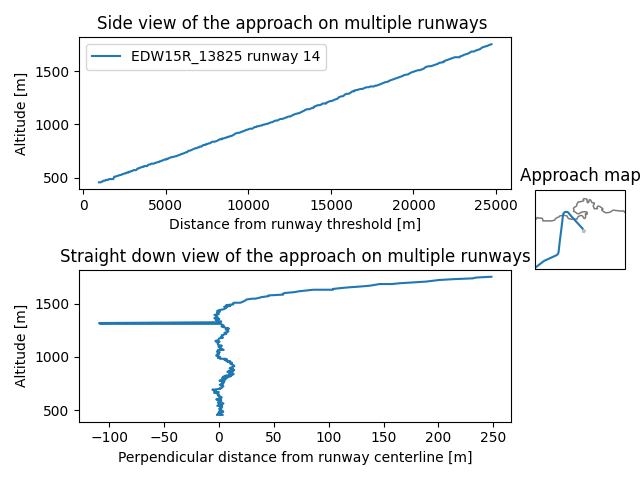 Side view of the approach on multiple runways
EDW15R_13825 runway 14
Altitude [m]
1500
1000
500
0
5000
10000
15000
20000
25000
Distance from runway threshold [m]
Approach map
Straight down view of the approach on multiple runways
Altitude [m]
1500
1000
500
−100
−50
0
50
100
150
200
250
Perpendicular distance from runway centerline [m]